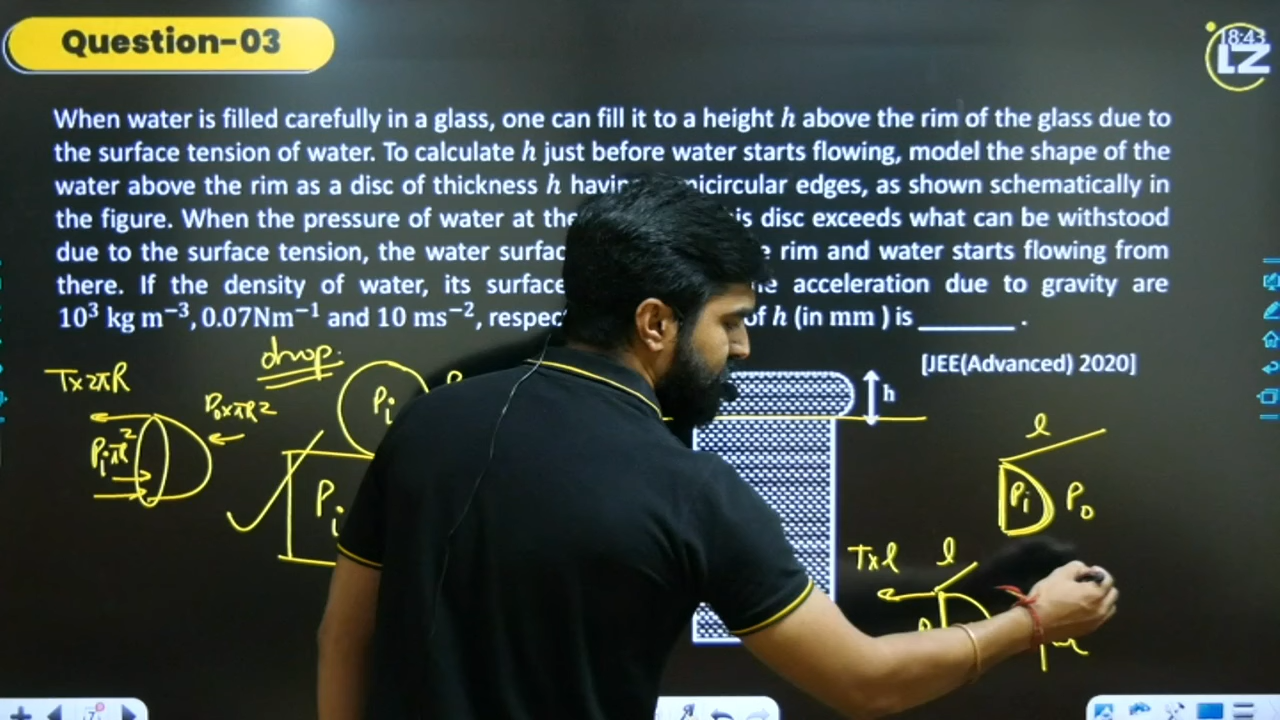 Question-03
18:43
LZ
When water is filled carefully in a glass, one can fill it to a height h above the rim of the glass due to
the surface tension of water. To calculate h just before water starts flowing, model the shape of the
water above the rim as a disc of thickness h having micircular edges, as shown schematically in
the figure. When the pressure of water at the is disc exceeds what can be withstood
due to the surface tension, the water surfac rim and water starts flowing from
there. If the density of water, its surface acceleration due to gravity are
10³ kg m⁻³, 0.07Nm⁻¹ and 10 ms⁻², respec of h (in mm ) is ______ .
[JEE(Advanced) 2020]
drop.
T×2πR
P₀×πR²
Pᵢπr²
Pᵢ
Pᵢ
h
l
Pᵢ P₀
T×l l